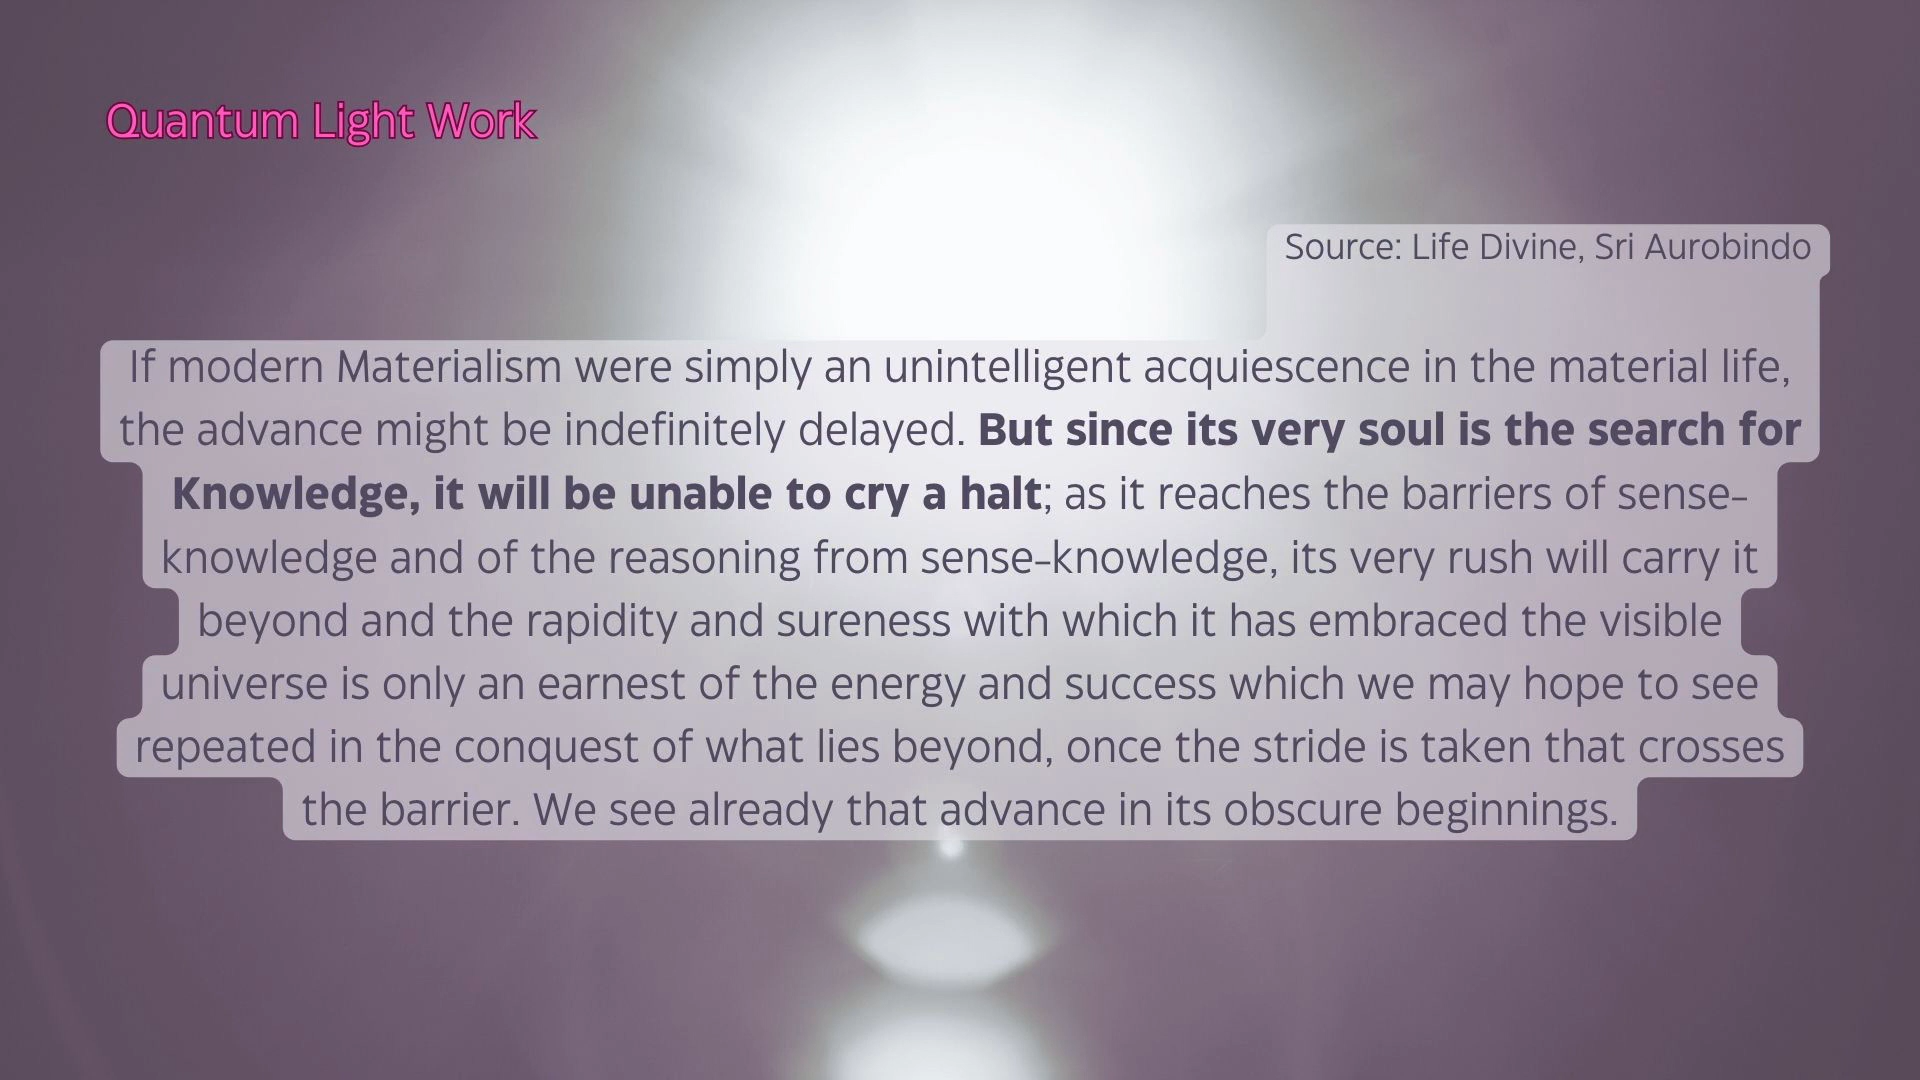 Quantum Light Work
Source: Life Divine, Sri Aurobindo
If modern Materialism were simply an unintelligent acquiescence in the material life,
the advance might be indefinitely delayed. But since its very soul is the search for
Knowledge, it will be unable to cry a halt; as it reaches the barriers of sense-
knowledge and of the reasoning from sense-knowledge, its very rush will carry it
beyond and the rapidity and sureness with which it has embraced the visible
universe is only an earnest of the energy and success which we may hope to see
repeated in the conquest of what lies beyond, once the stride is taken that crosses
the barrier. We see already that advance in its obscure beginnings.